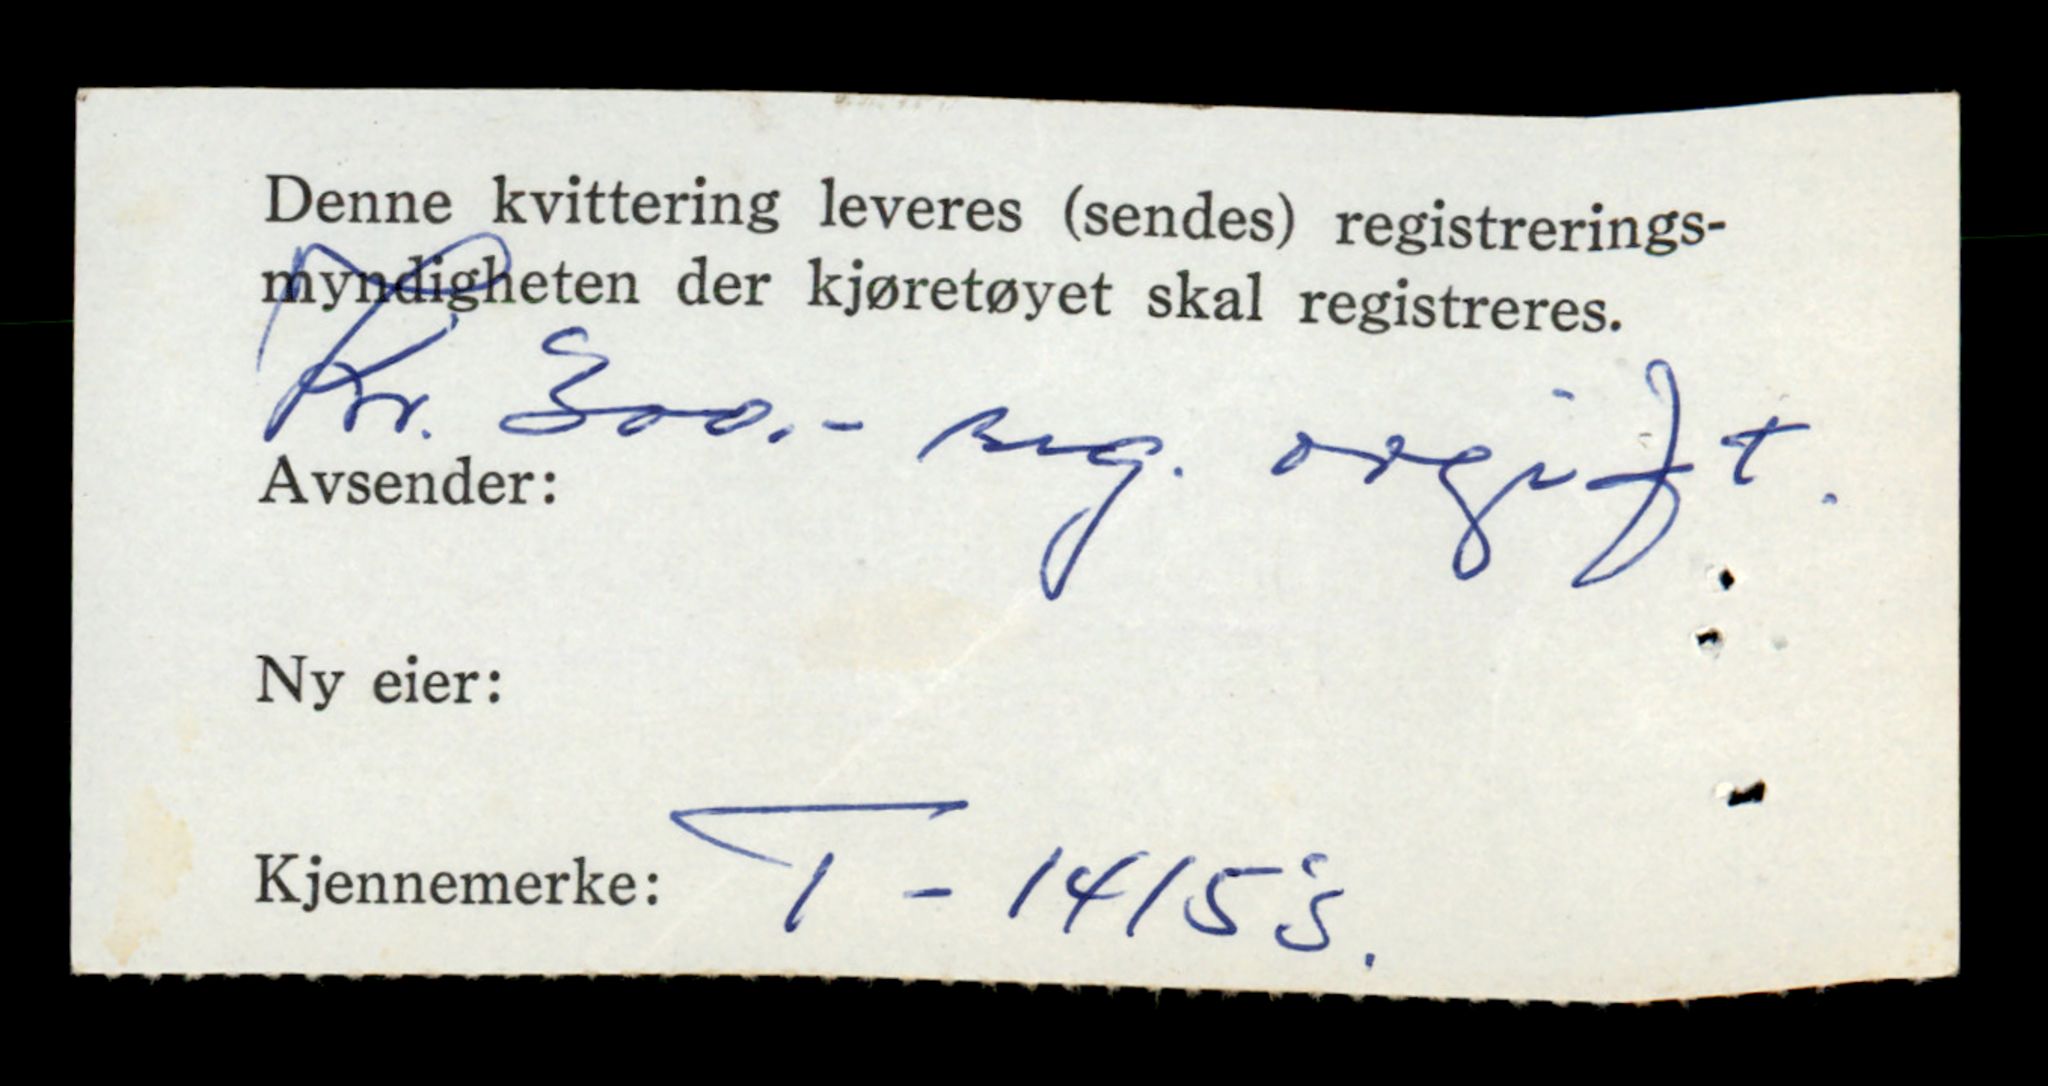 Denne kvittering leveres (sendes) registrerings-
myndigheten der kjøretøyet skal registreres.
Kr. 300.- reg. avgift.
Avsender:
Ny eier:
Kjennemerke: T - 14153.